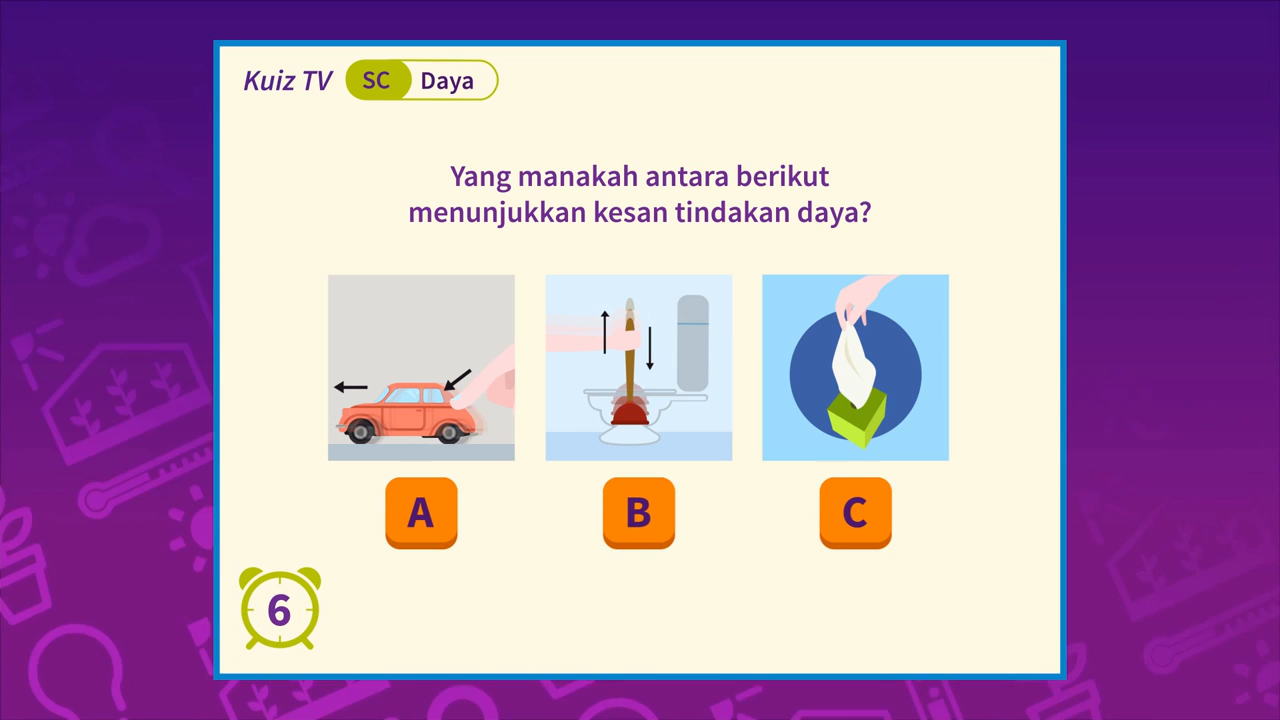 Kuiz TV SC Daya
Yang manakah antara berikut
menunjukkan kesan tindakan daya?
A B C
6